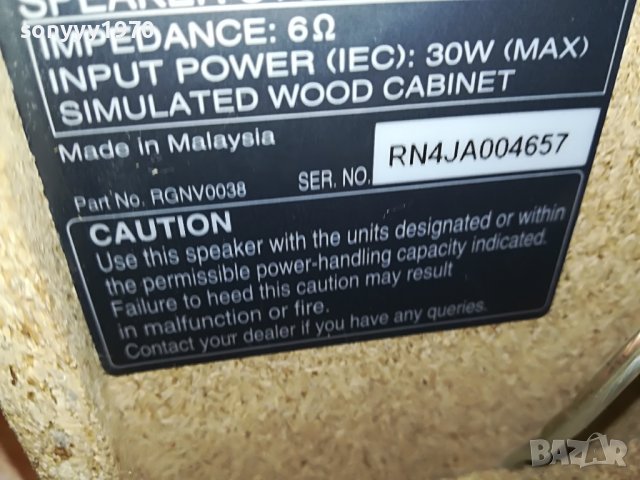 sonyyy1970
SPEAKER
IMPEDANCE: 6Ω
INPUT POWER (IEC): 30W (MAX)
SIMULATED WOOD CABINET
Made in Malaysia
Part No. RGNV0038
SER. NO. RN4JA004657
CAUTION
Use this speaker with the units designated or within
the permissible power-handling capacity indicated.
Failure to heed this caution may result
in malfunction or fire.
Contact your dealer if you have any queries.
BAZAR